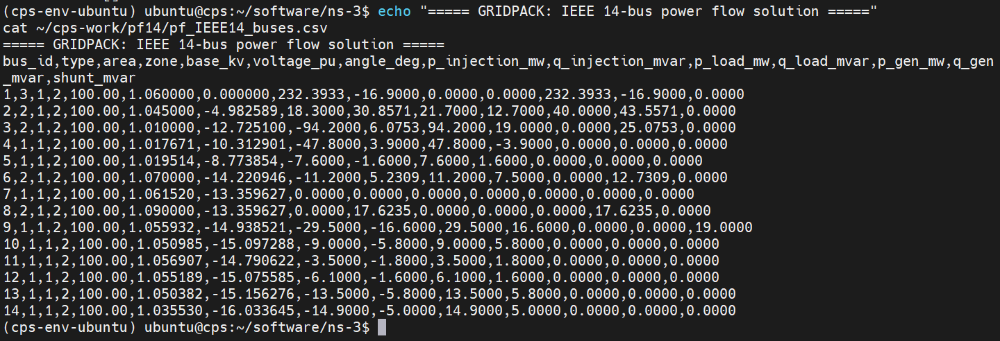 (cps-env-ubuntu) ubuntu@cps:~/software/ns-3$ echo "===== GRIDPACK: IEEE 14-bus power flow solution ====="
cat ~/cps-work/pf14/pf_IEEE14_buses.csv
===== GRIDPACK: IEEE 14-bus power flow solution =====
bus_id,type,area,zone,base_kv,voltage_pu,angle_deg,p_injection_mw,q_injection_mvar,p_load_mw,q_load_mvar,p_gen_mw,q_gen
_mvar,shunt_mvar
1,3,1,2,100.00,1.060000,0.000000,232.3933,-16.9000,0.0000,0.0000,232.3933,-16.9000,0.0000
2,2,1,2,100.00,1.045000,-4.982589,18.3000,30.8571,21.7000,12.7000,40.0000,43.5571,0.0000
3,2,1,2,100.00,1.010000,-12.725100,-94.2000,6.0753,94.2000,19.0000,0.0000,25.0753,0.0000
4,1,1,2,100.00,1.017671,-10.312901,-47.8000,3.9000,47.8000,-3.9000,0.0000,0.0000,0.0000
5,1,1,2,100.00,1.019514,-8.773854,-7.6000,-1.6000,7.6000,1.6000,0.0000,0.0000,0.0000
6,2,1,2,100.00,1.070000,-14.220946,-11.2000,5.2309,11.2000,7.5000,0.0000,12.7309,0.0000
7,1,1,2,100.00,1.061520,-13.359627,0.0000,0.0000,0.0000,0.0000,0.0000,0.0000,0.0000
8,2,1,2,100.00,1.090000,-13.359627,0.0000,17.6235,0.0000,0.0000,0.0000,17.6235,0.0000
9,1,1,2,100.00,1.055932,-14.938521,-29.5000,-16.6000,29.5000,16.6000,0.0000,0.0000,19.0000
10,1,1,2,100.00,1.050985,-15.097288,-9.0000,-5.8000,9.0000,5.8000,0.0000,0.0000,0.0000
11,1,1,2,100.00,1.056907,-14.790622,-3.5000,-1.8000,3.5000,1.8000,0.0000,0.0000,0.0000
12,1,1,2,100.00,1.055189,-15.075585,-6.1000,-1.6000,6.1000,1.6000,0.0000,0.0000,0.0000
13,1,1,2,100.00,1.050382,-15.156276,-13.5000,-5.8000,13.5000,5.8000,0.0000,0.0000,0.0000
14,1,1,2,100.00,1.035530,-16.033645,-14.9000,-5.0000,14.9000,5.0000,0.0000,0.0000,0.0000
(cps-env-ubuntu) ubuntu@cps:~/software/ns-3$